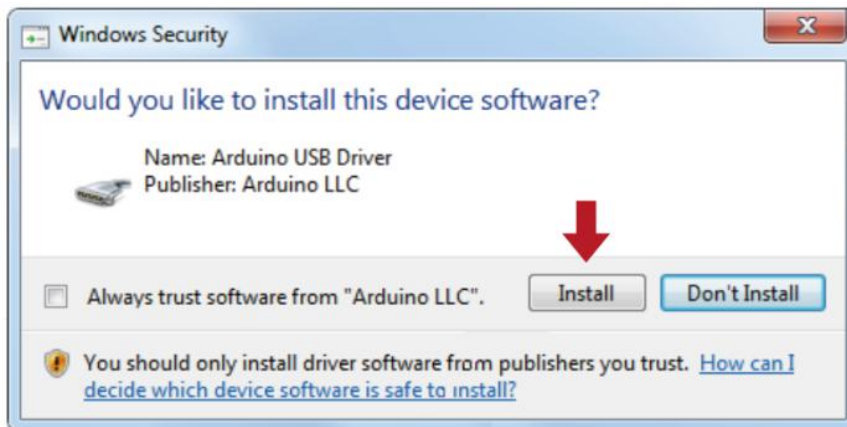 Windows Security
Would you like to install this device software?
Name: Arduino USB Driver
Publisher: Arduino LLC
Always trust software from "Arduino LLC".
Install
Don't Install
You should only install driver software from publishers you trust. How can I
decide which device software is safe to install?